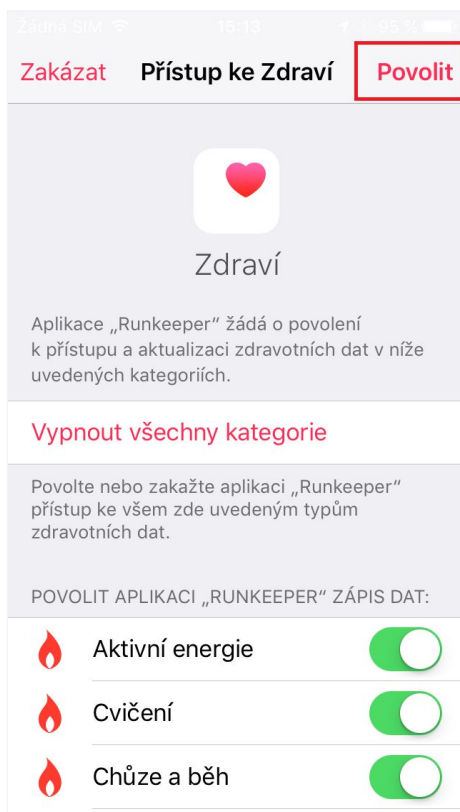 Žádná SIM 15:13 95 %
Zakázat Přístup ke Zdraví Povolit
Zdraví
Aplikace „Runkeeper“ žádá o povolení
k přístupu a aktualizaci zdravotních dat v níže
uvedených kategoriích.
Vypnout všechny kategorie
Povolte nebo zakažte aplikaci „Runkeeper“
přístup ke všem zde uvedeným typům
zdravotních dat.
POVOLIT APLIKACI „RUNKEEPER“ ZÁPIS DAT:
Aktivní energie
Cvičení
Chůze a běh